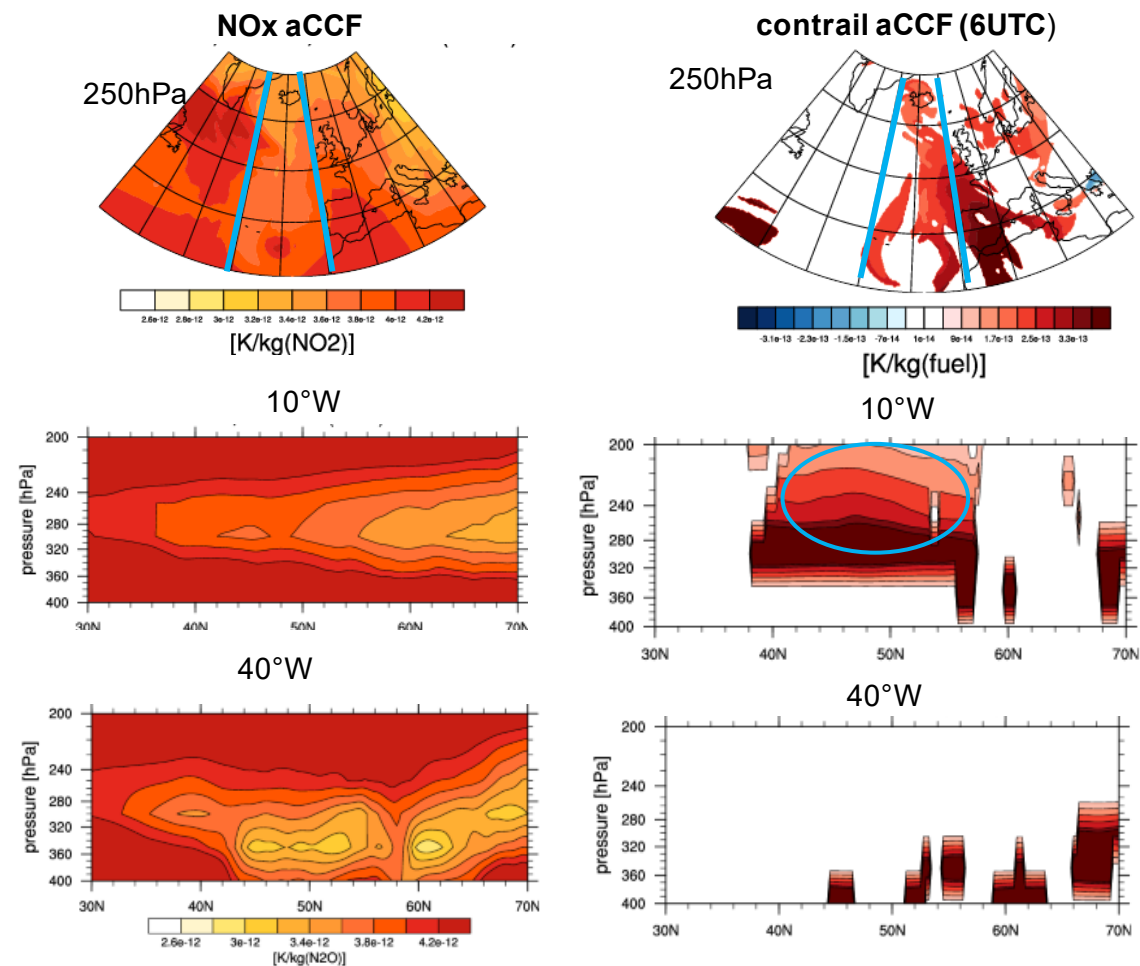 NOx aCCF
250hPa
2.6e-12 2.8e-12 3e-12 3.2e-12 3.4e-12 3.6e-12 3.8e-12 4e-12 4.2e-12
[K/kg(NO2)]
contrail aCCF (6UTC)
250hPa
-3.1e-13 -2.3e-13 -1.5e-13 -7e-14 1e-14 9e-14 1.7e-13 2.5e-13 3.3e-13
[K/kg(fuel)]
10°W
pressure [hPa]
200
240
280
320
360
400
30N 40N 50N 60N 70N
10°W
pressure [hPa]
200
240
280
320
360
400
30N 40N 50N 60N 70N
40°W
pressure [hPa]
200
240
280
320
360
400
30N 40N 50N 60N 70N
2.6e-12 3e-12 3.4e-12 3.8e-12 4.2e-12
[K/kg(N2O)]
40°W
pressure [hPa]
200
240
280
320
360
400
30N 40N 50N 60N 70N